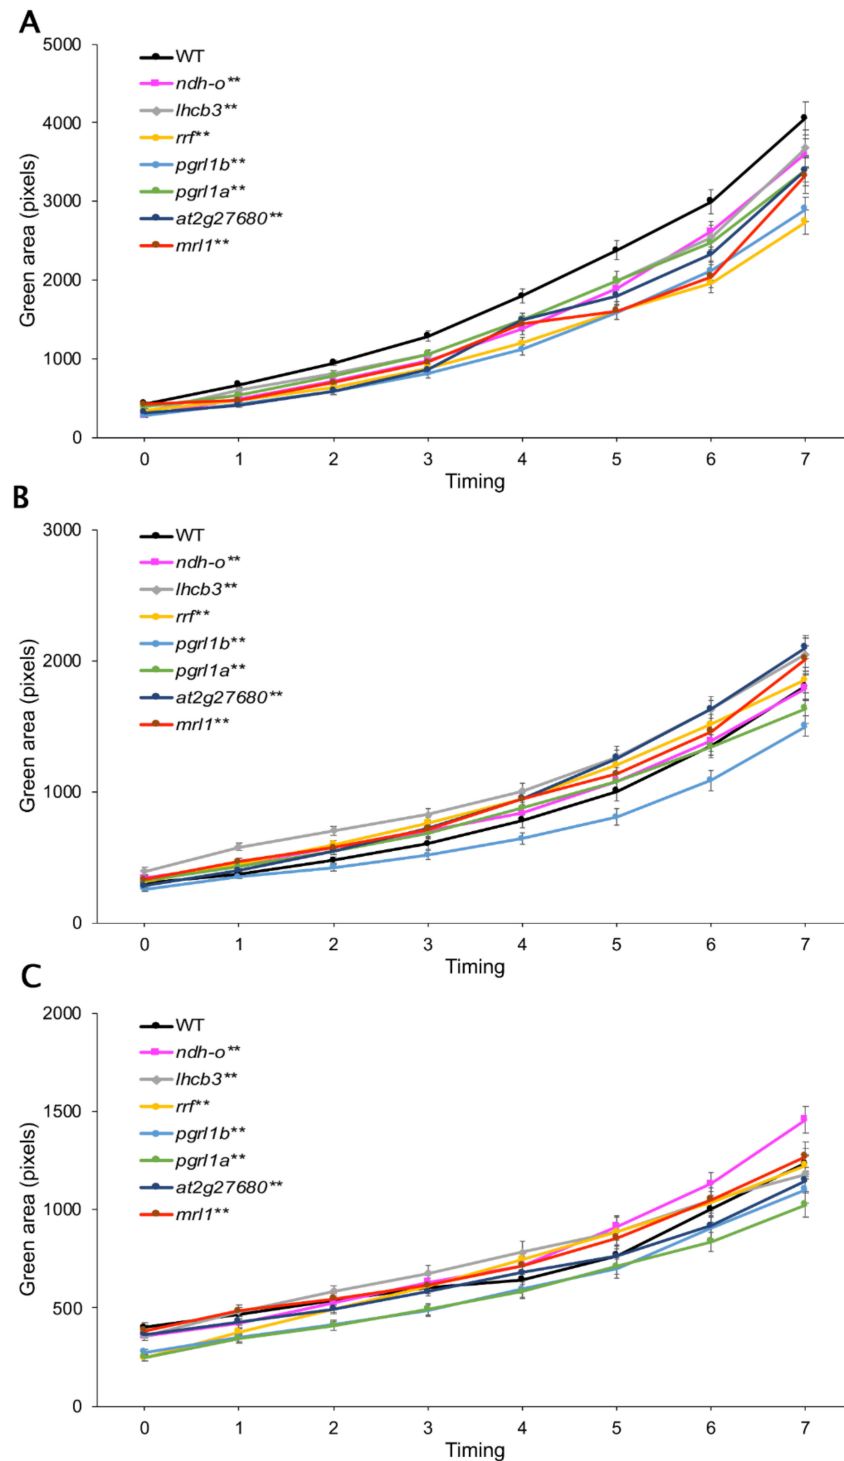 A
5000
4000
3000
2000
1000
0
Green area (pixels)
WT
ndh-o**
lhcb3**
rrf**
pgrl1b**
pgrl1a**
at2g27680**
mrl1**
0 1 2 3 4 5 6 7
Timing
B
3000
2000
1000
0
Green area (pixels)
WT
ndh-o**
lhcb3**
rrf**
pgrl1b**
pgrl1a**
at2g27680**
mrl1**
0 1 2 3 4 5 6 7
Timing
C
2000
1500
1000
500
0
Green area (pixels)
WT
ndh-o**
lhcb3**
rrf**
pgrl1b**
pgrl1a**
at2g27680**
mrl1**
0 1 2 3 4 5 6 7
Timing